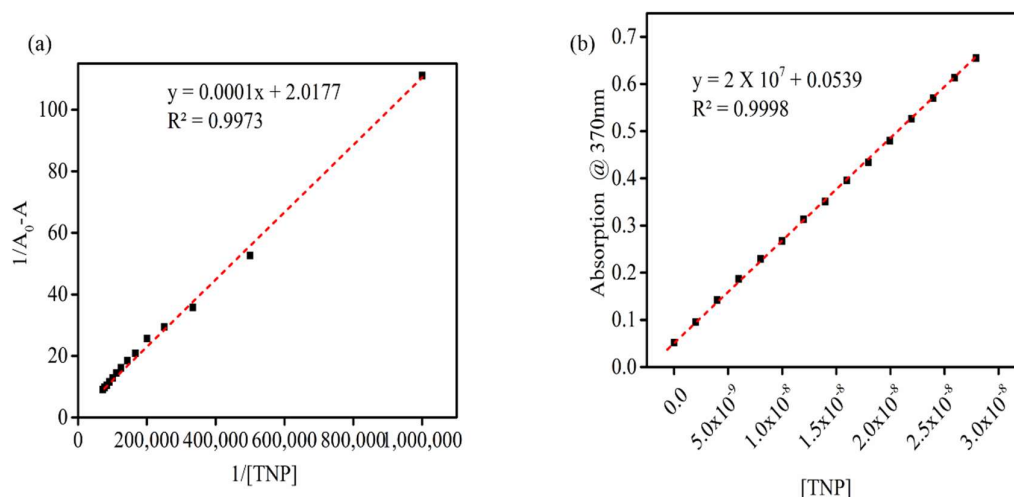 (a)
y = 0.0001x + 2.0177
R² = 0.9973
1/A₀-A
100
80
60
40
20
0
0 200,000 400,000 600,000 800,000 1,000,000
1/[TNP]
(b)
y = 2 X 10⁷ + 0.0539
R² = 0.9998
Absorption @ 370nm
0.7
0.6
0.5
0.4
0.3
0.2
0.1
0.0
0.0 5.0x10⁻⁹ 1.0x10⁻⁸ 1.5x10⁻⁸ 2.0x10⁻⁸ 2.5x10⁻⁸ 3.0x10⁻⁸
[TNP]